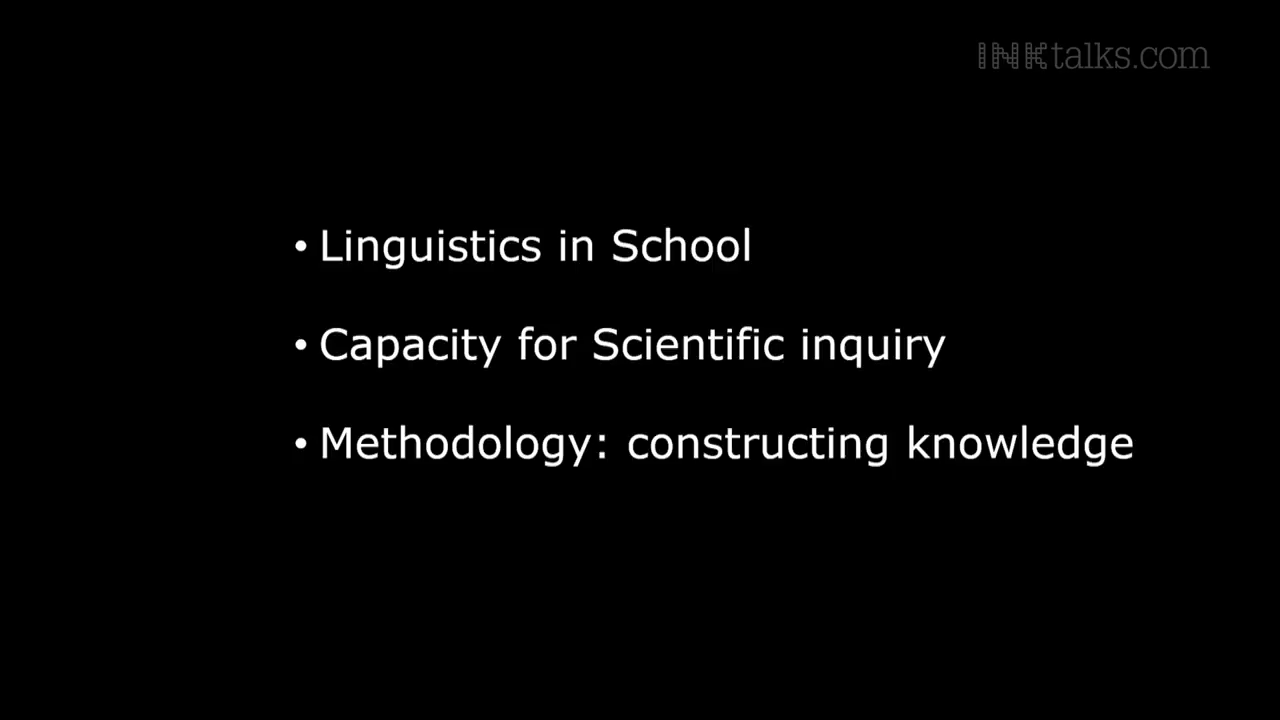 INKtalks.com
• Linguistics in School
• Capacity for Scientific inquiry
• Methodology: constructing knowledge